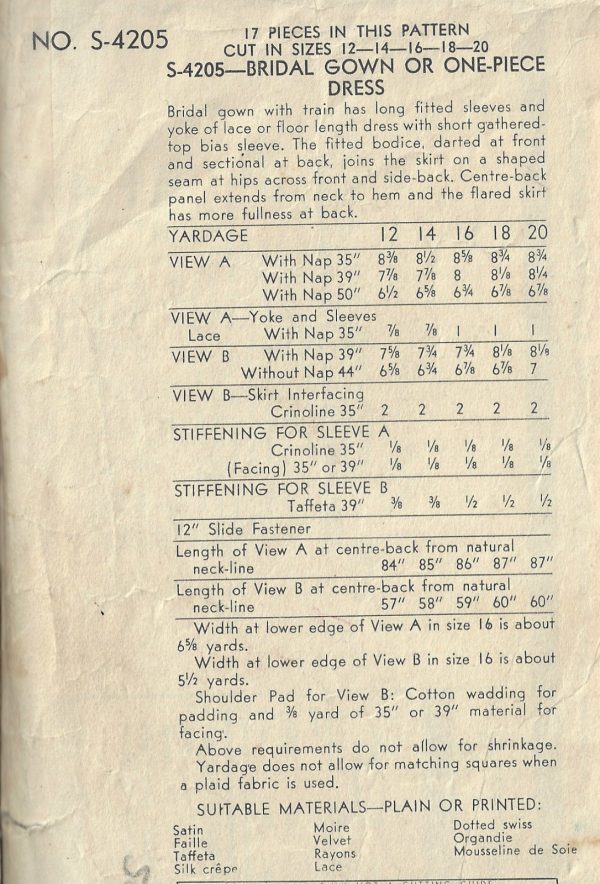 NO. S-4205
17 PIECES IN THIS PATTERN
CUT IN SIZES 12—14—16—18—20
S-4205—BRIDAL GOWN OR ONE-PIECE
DRESS
Bridal gown with train has long fitted sleeves and
yoke of lace or floor length dress with short gathered-
top bias sleeve. The fitted bodice, darted at front
and sectional at back, joins the skirt on a shaped
seam at hips across front and side-back. Centre-back
panel extends from neck to hem and the flared skirt
has more fullness at back.
YARDAGE 12 14 16 18 20
VIEW A With Nap 35" 8⅜ 8½ 8⅝ 8¾ 8¾
With Nap 39" 7⅞ 7⅞ 8 8⅛ 8¼
With Nap 50" 6½ 6⅝ 6¾ 6⅞ 6⅞
VIEW A—Yoke and Sleeves
Lace With Nap 35" ⅞ ⅞ 1 1 1
VIEW B With Nap 39" 7⅝ 7¾ 7¾ 8⅛ 8⅛
Without Nap 44" 6⅝ 6¾ 6⅞ 6⅞ 7
VIEW B—Skirt Interfacing
Crinoline 35" 2 2 2 2 2
STIFFENING FOR SLEEVE A
Crinoline 35" ⅛ ⅛ ⅛ ⅛ ⅛
(Facing) 35" or 39" ⅛ ⅛ ⅛ ⅛ ⅛
STIFFENING FOR SLEEVE B
Taffeta 39" ⅜ ⅜ ½ ½ ½
12" Slide Fastener
Length of View A at centre-back from natural
neck-line 84" 85" 86" 87" 87"
Length of View B at centre-back from natural
neck-line 57" 58" 59" 60" 60"
Width at lower edge of View A in size 16 is about
6⅝ yards.
Width at lower edge of View B in size 16 is about
5½ yards.
Shoulder Pad for View B: Cotton wadding for
padding and ⅜ yard of 35" or 39" material for
facing.
Above requirements do not allow for shrinkage.
Yardage does not allow for matching squares when
a plaid fabric is used.
SUITABLE MATERIALS—PLAIN OR PRINTED:
Satin Moire Dotted swiss
Faille Velvet Organdie
Taffeta Rayons Mousseline de Soie
Silk crêpe Lace